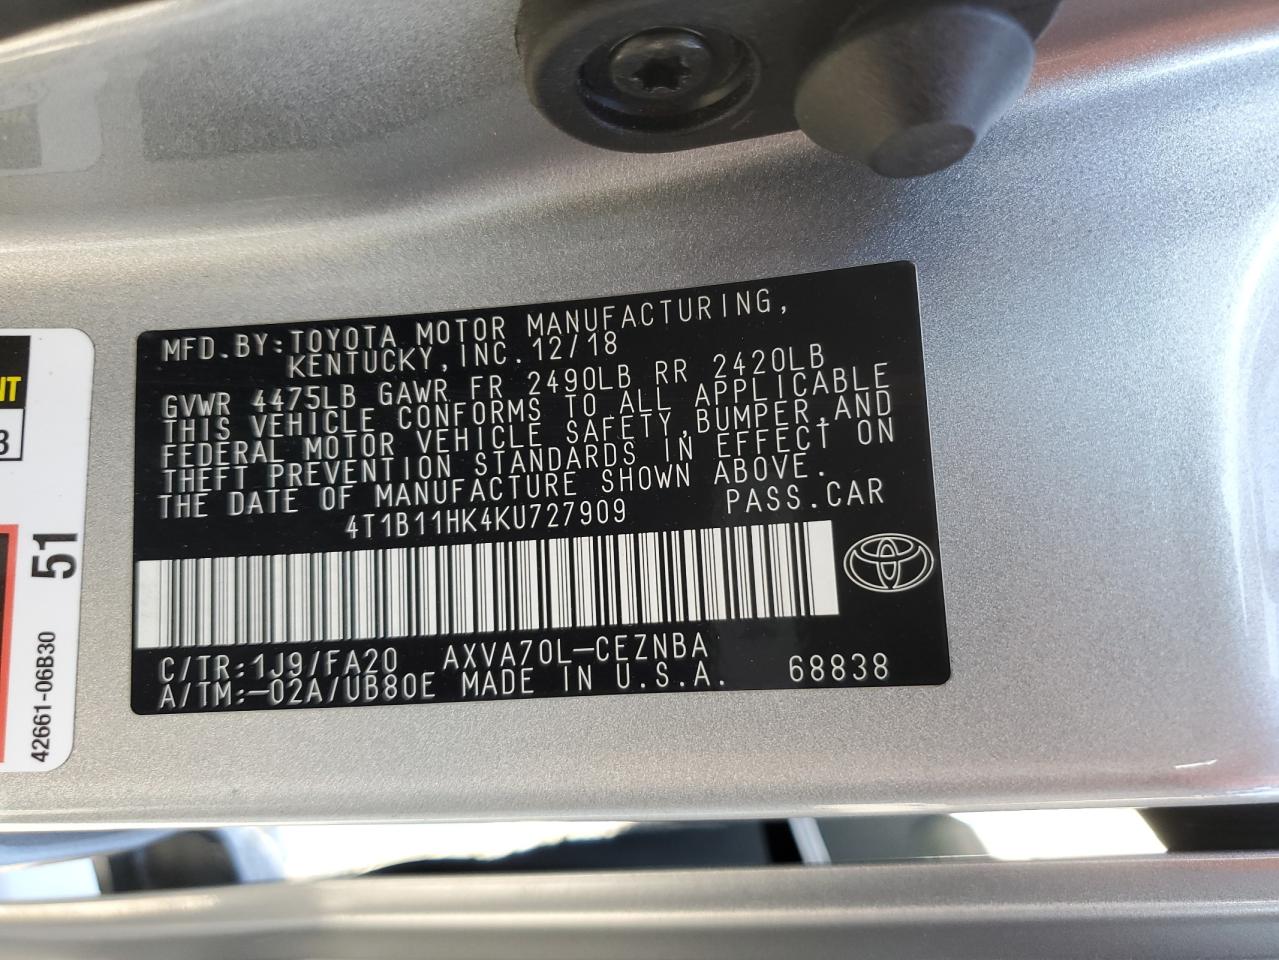 MFD.BY:TOYOTA MOTOR MANUFACTURING,
KENTUCKY,INC.12/18
GVWR 4475LB GAWR FR 2490LB RR 2420LB
THIS VEHICLE CONFORMS TO ALL APPLICABLE
FEDERAL MOTOR VEHICLE SAFETY,BUMPER,AND
THEFT PREVENTION STANDARDS IN EFFECT ON
THE DATE OF MANUFACTURE SHOWN ABOVE.
4T1B11HK4KU727909 PASS.CAR
C/TR:1J9/FA20 AXVA70L-CEZNBA
A/TM:-02A/UB80E MADE IN U.S.A. 68838
51
42661-06B30